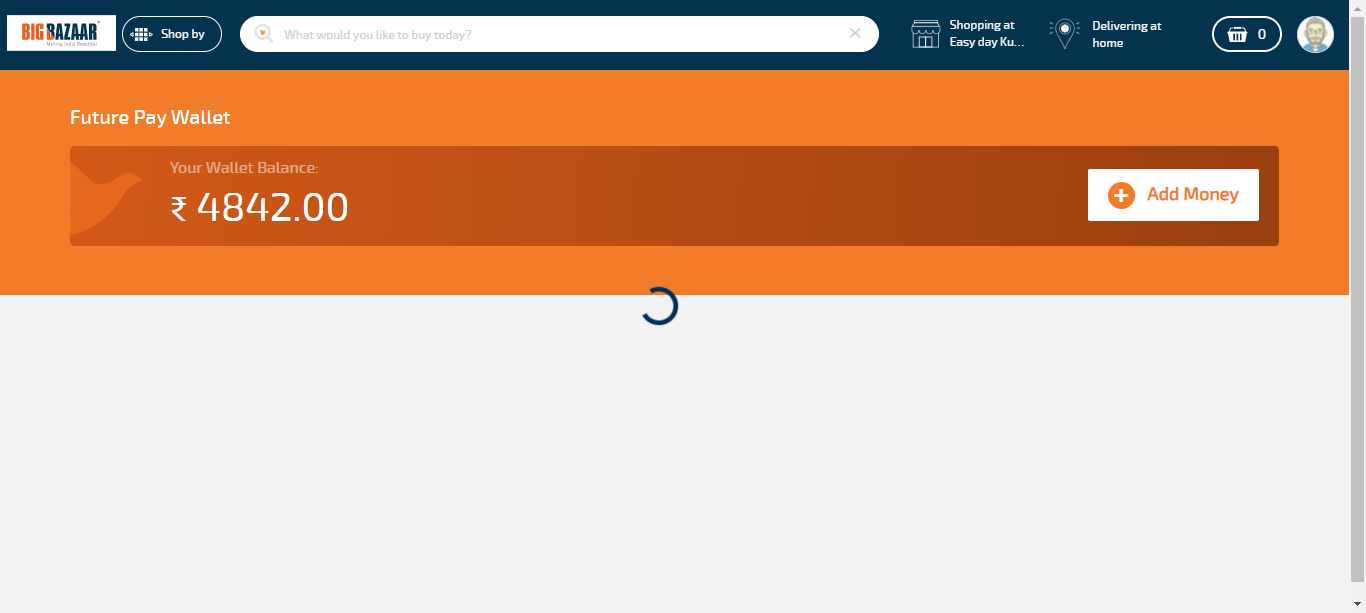 BIG BAZAAR
Making India Beautiful
Shop by
What would you like to buy today?
Shopping at
Easy day Ku...
Delivering at
home
0
Future Pay Wallet
Your Wallet Balance:
₹ 4842.00
Add Money